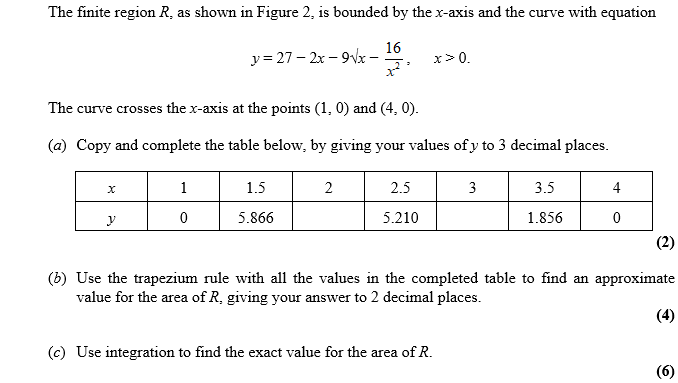 The finite region R, as shown in Figure 2, is bounded by the x-axis and the curve with equation
y = 27 – 2x – 9√x – 16/x², x > 0.
The curve crosses the x-axis at the points (1, 0) and (4, 0).
(a) Copy and complete the table below, by giving your values of y to 3 decimal places.
x 1 1.5 2 2.5 3 3.5 4
y 0 5.866 5.210 1.856 0
(2)
(b) Use the trapezium rule with all the values in the completed table to find an approximate
value for the area of R, giving your answer to 2 decimal places.
(4)
(c) Use integration to find the exact value for the area of R.
(6)